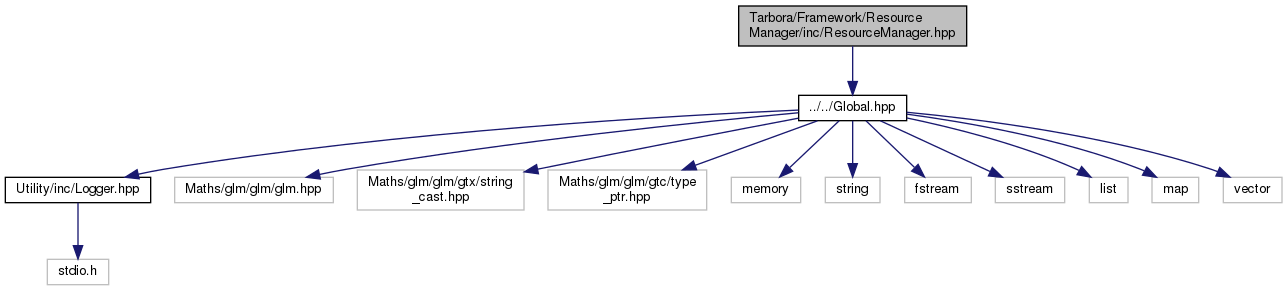 Tarbora/Framework/Resource
Manager/inc/ResourceManager.hpp
../../Global.hpp
Utility/inc/Logger.hpp
Maths/glm/glm/glm.hpp
Maths/glm/glm/gtx/string
_cast.hpp
Maths/glm/glm/gtc/type
_ptr.hpp
memory
string
fstream
sstream
list
map
vector
stdio.h